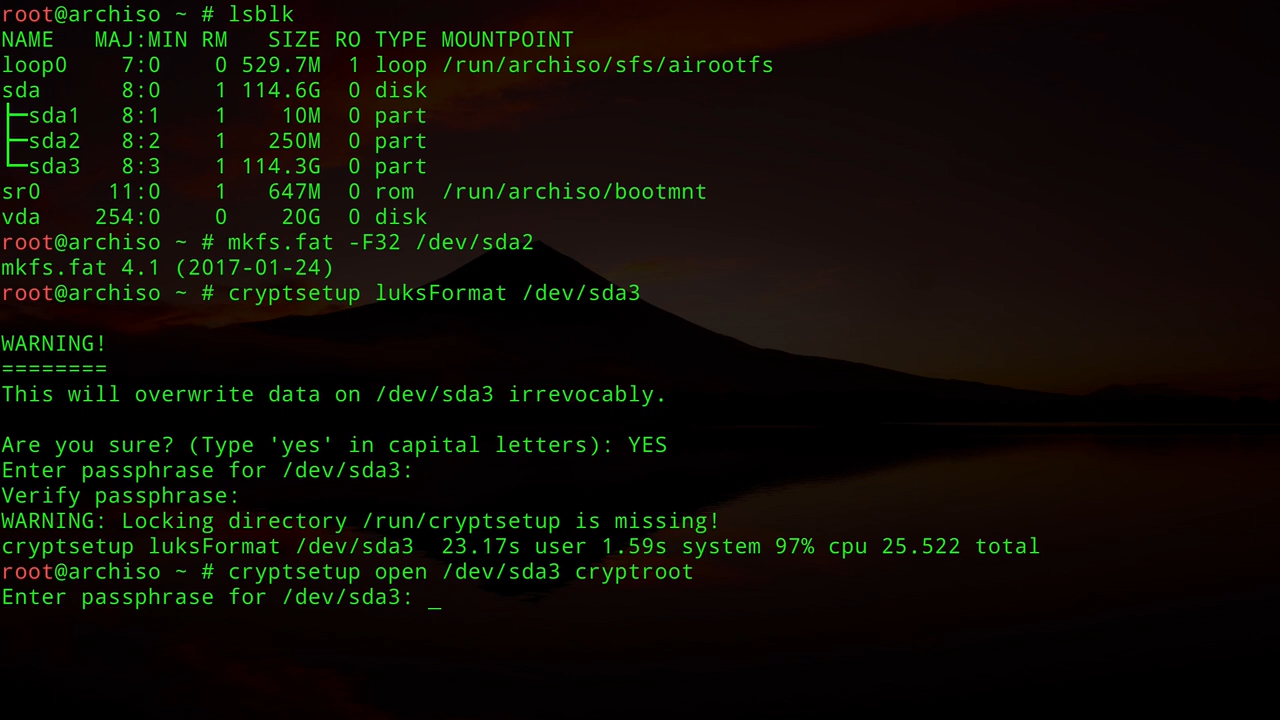 root@archiso ~ # lsblk
NAME   MAJ:MIN RM   SIZE RO TYPE MOUNTPOINT
loop0    7:0    0 529.7M  1 loop /run/archiso/sfs/airootfs
sda      8:0    1 114.6G  0 disk
├─sda1   8:1    1    10M  0 part
├─sda2   8:2    1   250M  0 part
└─sda3   8:3    1 114.3G  0 part
sr0     11:0    1   647M  0 rom  /run/archiso/bootmnt
vda    254:0    0    20G  0 disk
root@archiso ~ # mkfs.fat -F32 /dev/sda2
mkfs.fat 4.1 (2017-01-24)
root@archiso ~ # cryptsetup luksFormat /dev/sda3

WARNING!
========
This will overwrite data on /dev/sda3 irrevocably.

Are you sure? (Type 'yes' in capital letters): YES
Enter passphrase for /dev/sda3:
Verify passphrase:
WARNING: Locking directory /run/cryptsetup is missing!
cryptsetup luksFormat /dev/sda3  23.17s user 1.59s system 97% cpu 25.522 total
root@archiso ~ # cryptsetup open /dev/sda3 cryptroot
Enter passphrase for /dev/sda3: _